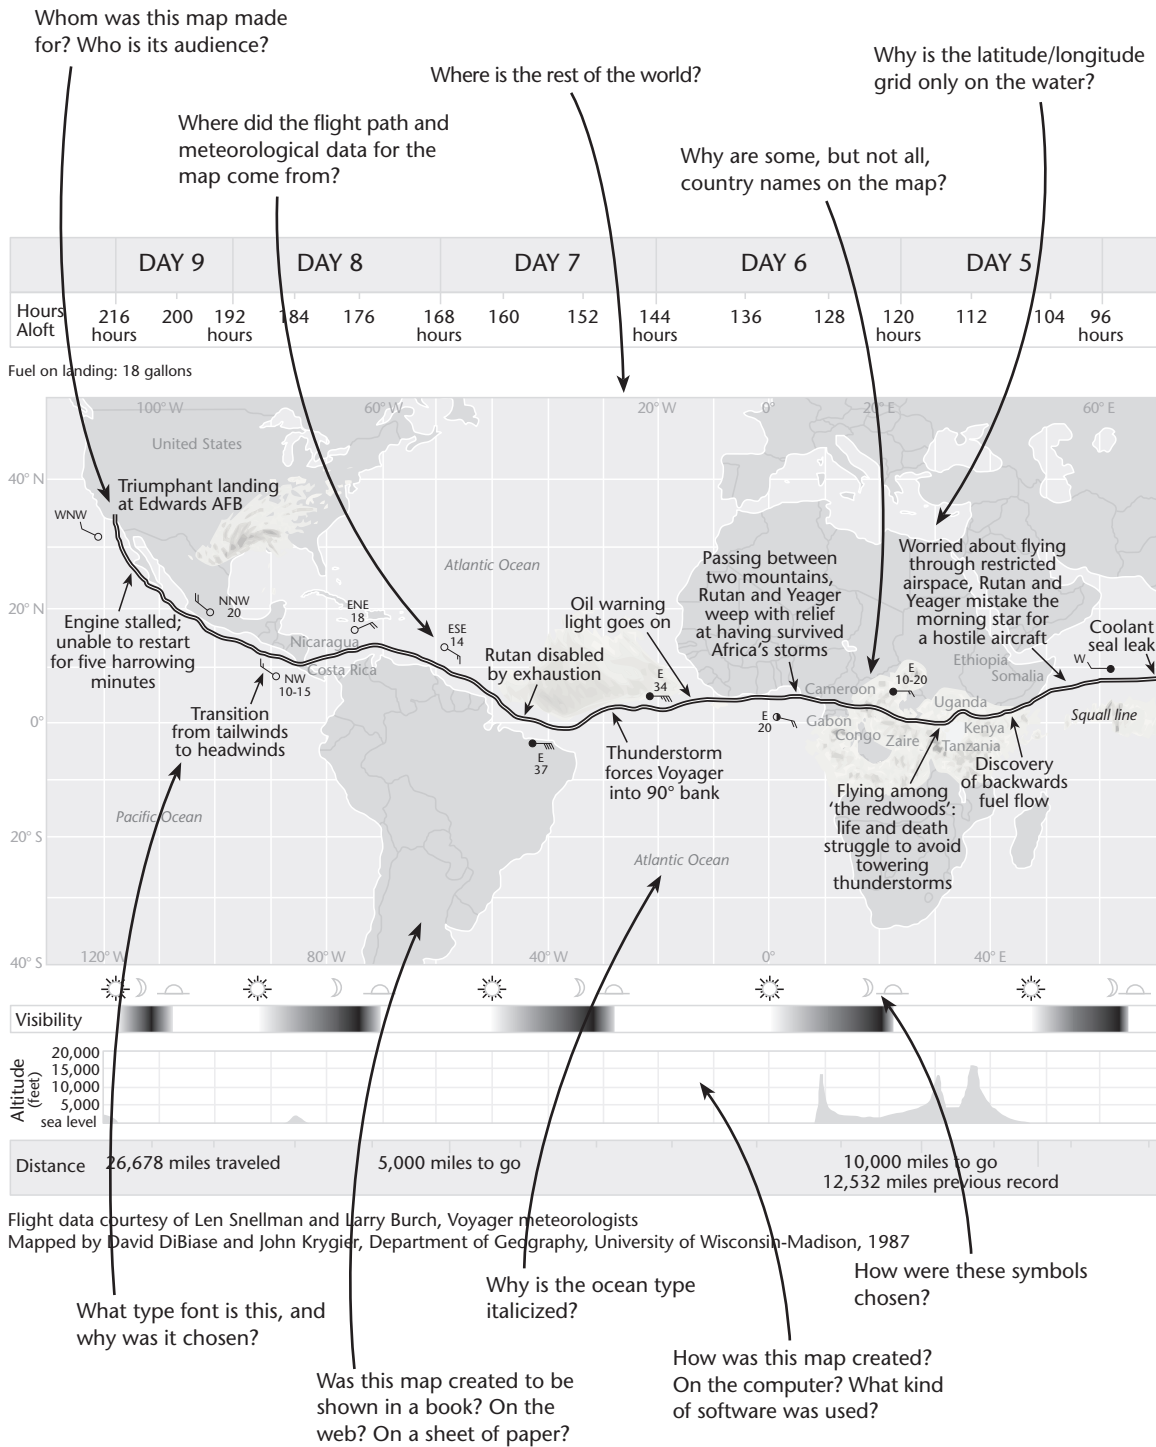 Whom was this map made
for? Who is its audience?
Where is the rest of the world?
Why is the latitude/longitude
grid only on the water?
Where did the flight path and
meteorological data for the
map come from?
Why are some, but not all,
country names on the map?
DAY 9 DAY 8 DAY 7 DAY 6 DAY 5
Hours
Aloft
216
hours
200
192
hours
184
176
168
hours
160
152
144
hours
136
128
120
hours
112
104
96
hours
Fuel on landing: 18 gallons
100° W 60° W 20° W 0° 20° E 60° E
United States
40° N
Triumphant landing
at Edwards AFB
WNW
Atlantic Ocean
Passing between
two mountains,
Rutan and Yeager
weep with relief
at having survived
Africa's storms
Worried about flying
through restricted
airspace, Rutan and
Yeager mistake the
morning star for
a hostile aircraft
20° N
NNW
20
ENE
18
ESE
14
Oil warning
light goes on
Engine stalled;
unable to restart
for five harrowing
minutes
Nicaragua
Costa Rica
NW
10-15
Rutan disabled
by exhaustion
E
34
Cameroon
E
10-20
Ethiopia
Somalia
W
Coolant
seal leak
Transition
from tailwinds
to headwinds
0°
E
37
Thunderstorm
forces Voyager
into 90° bank
E
20
Gabon
Congo
Zaire
Uganda
Kenya
Tanzania
Squall line
Discovery
of backwards
fuel flow
Flying among
‘the redwoods’:
life and death
struggle to avoid
towering
thunderstorms
Pacific Ocean
20° S
Atlantic Ocean
40° S
120° W 80° W 40° W 0° 40° E
Visibility
Altitude
(feet)
20,000
15,000
10,000
5,000
sea level
Distance
26,678 miles traveled
5,000 miles to go
10,000 miles to go
12,532 miles previous record
Flight data courtesy of Len Snellman and Larry Burch, Voyager meteorologists
Mapped by David DiBiase and John Krygier, Department of Geography, University of Wisconsin-Madison, 1987
What type font is this, and
why was it chosen?
Why is the ocean type
italicized?
How were these symbols
chosen?
Was this map created to be
shown in a book? On the
web? On a sheet of paper?
How was this map created?
On the computer? What kind
of software was used?